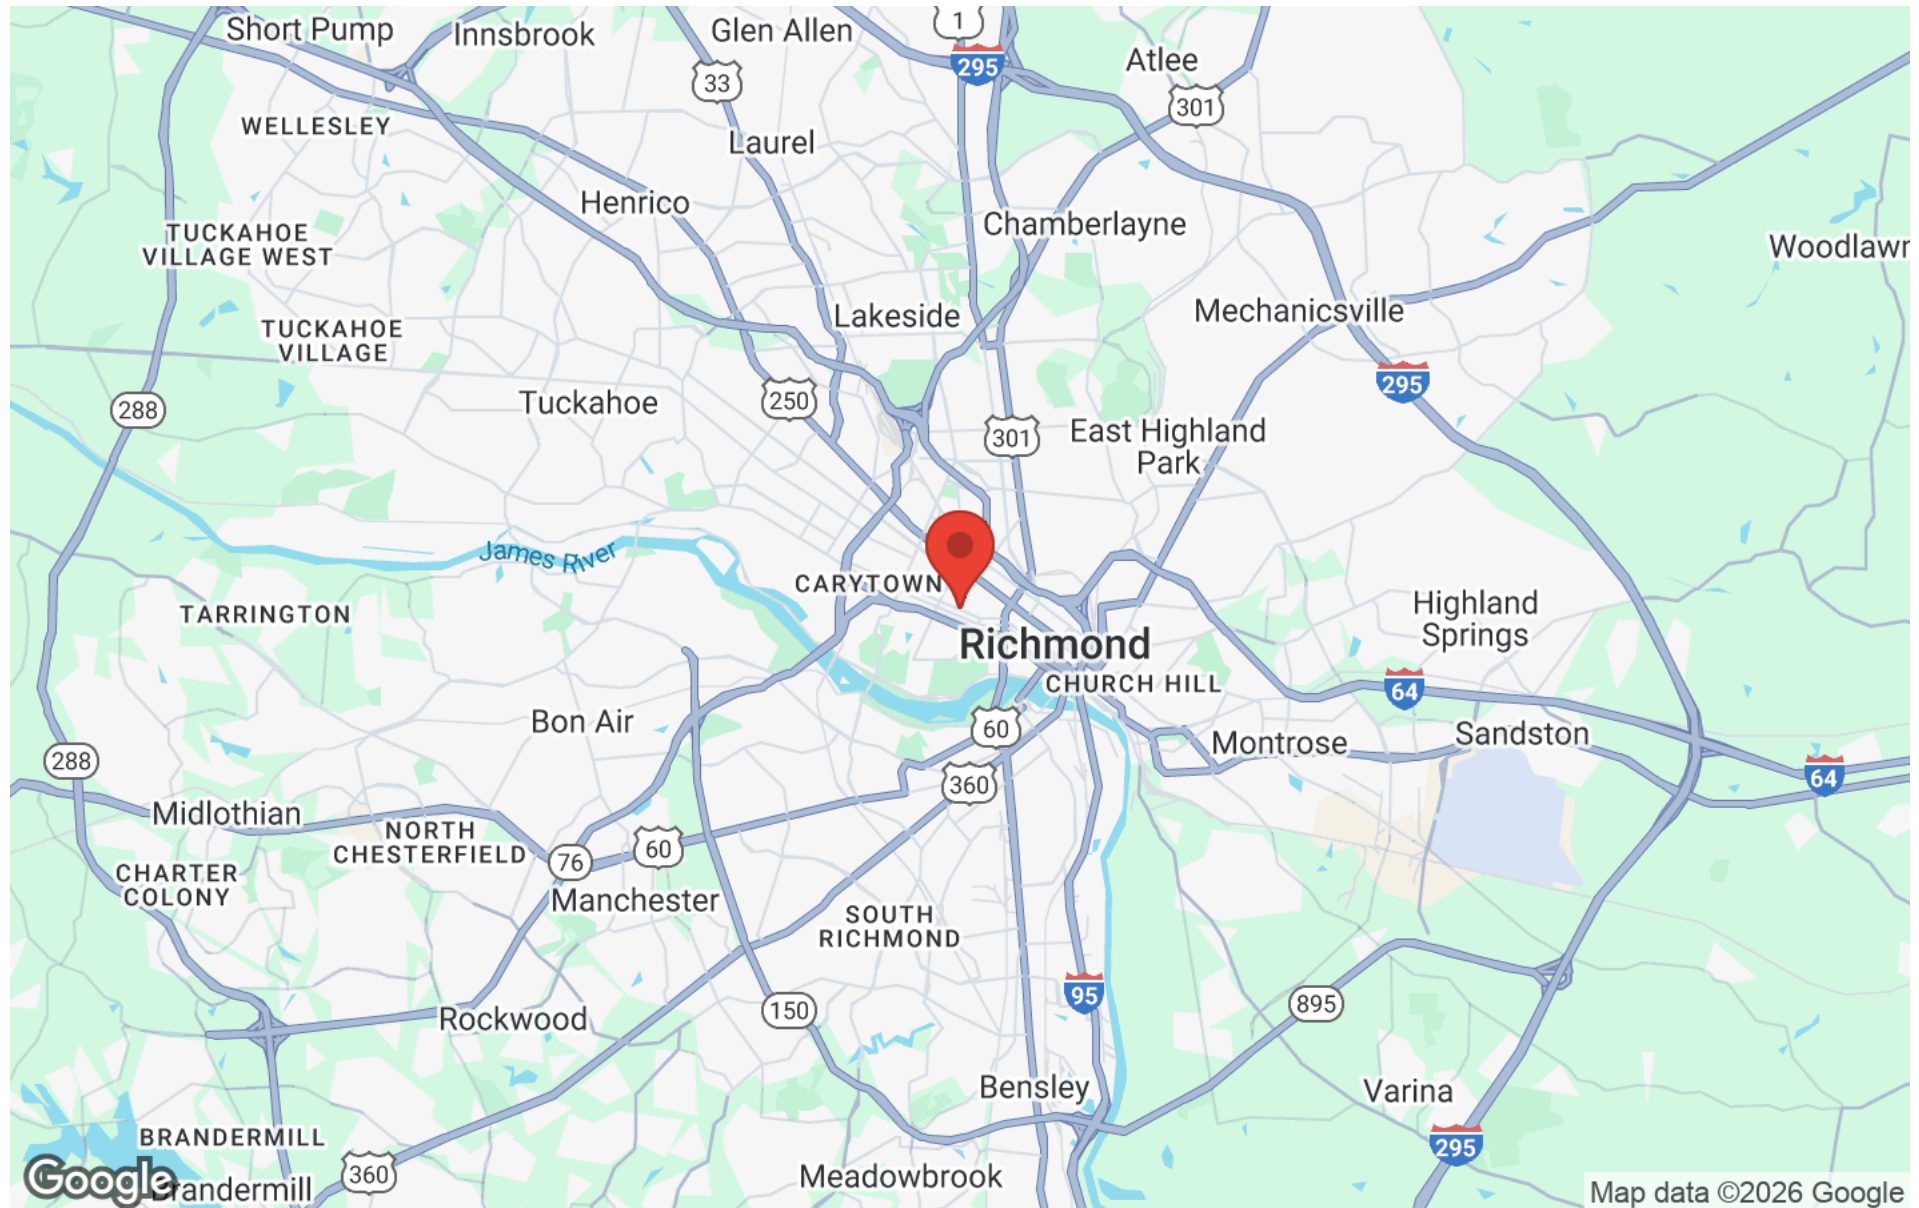 Short Pump
Innsbrook
Glen Allen
1
295
Atlee
33
301
WELLESLEY
Laurel
Henrico
Chamberlayne
TUCKAHOE
VILLAGE WEST
Woodlawn
TUCKAHOE
VILLAGE
Lakeside
Mechanicsville
288
Tuckahoe
250
295
301
East Highland
Park
James River
CARYTOWN
TARRINGTON
Highland
Springs
Richmond
CHURCH HILL
64
Bon Air
60
Montrose
Sandston
288
360
64
Midlothian
NORTH
CHESTERFIELD
76
60
CHARTER
COLONY
Manchester
SOUTH
RICHMOND
95
895
150
Rockwood
Bensley
Varina
BRANDERMILL
295
Google
Brandermill
360
Meadowbrook
Map data ©2026 Google